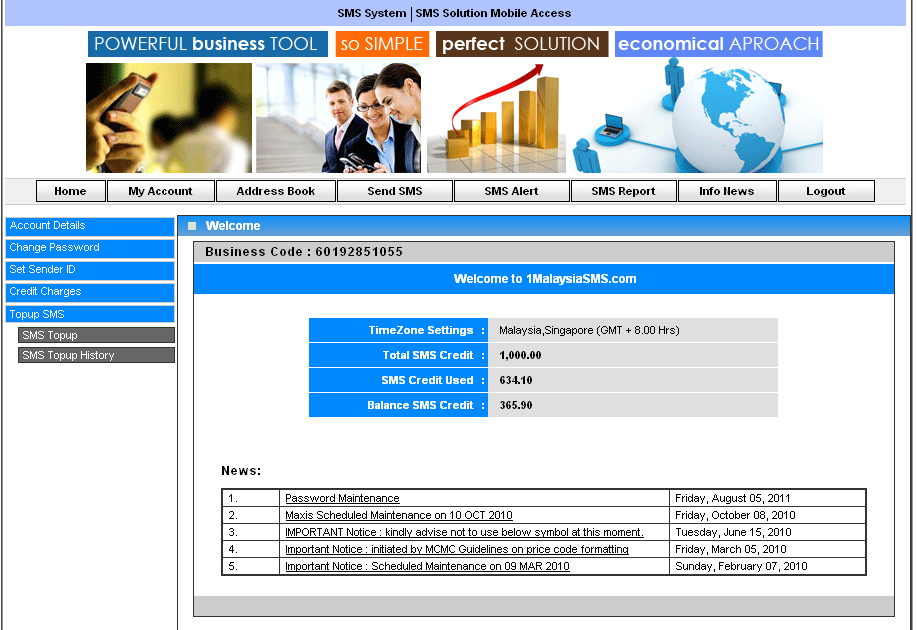 SMS System | SMS Solution Mobile Access
POWERFUL business TOOL so SIMPLE perfect SOLUTION economical APROACH
Home My Account Address Book Send SMS SMS Alert SMS Report Info News Logout
Account Details
Change Password
Set Sender ID
Credit Charges
Topup SMS
SMS Topup
SMS Topup History
Welcome
Business Code : 60192851055
Welcome to 1MalaysiaSMS.com
TimeZone Settings : Malaysia,Singapore (GMT + 8.00 Hrs)
Total SMS Credit : 1,000.00
SMS Credit Used : 634.10
Balance SMS Credit : 365.90
News:
1. Password Maintenance Friday, August 05, 2011
2. Maxis Scheduled Maintenance on 10 OCT 2010 Friday, October 08, 2010
3. IMPORTANT Notice : kindly advise not to use below symbol at this moment. Tuesday, June 15, 2010
4. Important Notice : initiated by MCMC Guidelines on price code formatting Friday, March 05, 2010
5. Important Notice : Scheduled Maintenance on 09 MAR 2010 Sunday, February 07, 2010